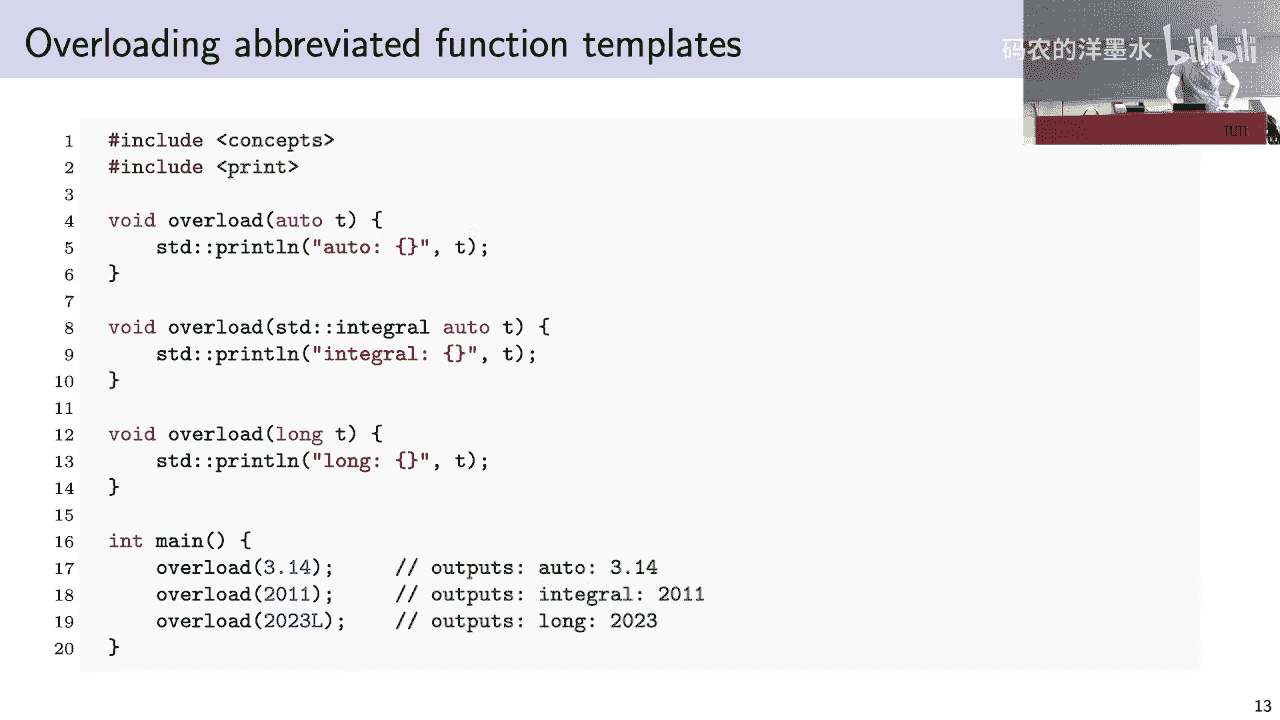 Overloading abbreviated function templates
码农的洋墨水 bilibili
TUTI
1 #include <concepts>
2 #include <print>
3
4 void overload(auto t) {
5     std::println("auto: {}", t);
6 }
7
8 void overload(std::integral auto t) {
9     std::println("integral: {}", t);
10 }
11
12 void overload(long t) {
13     std::println("long: {}", t);
14 }
15
16 int main() {
17     overload(3.14);     // outputs: auto: 3.14
18     overload(2011);     // outputs: integral: 2011
19     overload(2023L);    // outputs: long: 2023
20 }
13